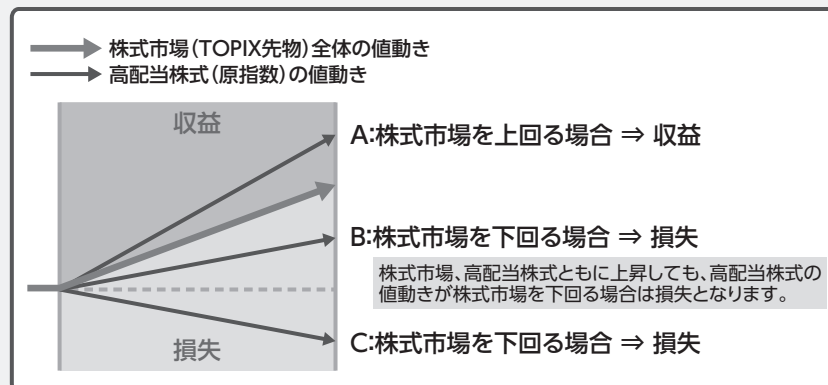 株式市場(TOPIX先物)全体の値動き
高配当株式(原指数)の値動き
収益
A:株式市場を上回る場合 ⇒ 収益
B:株式市場を下回る場合 ⇒ 損失
株式市場、高配当株式ともに上昇しても、高配当株式の
値動きが株式市場を下回る場合は損失となります。
損失
C:株式市場を下回る場合 ⇒ 損失